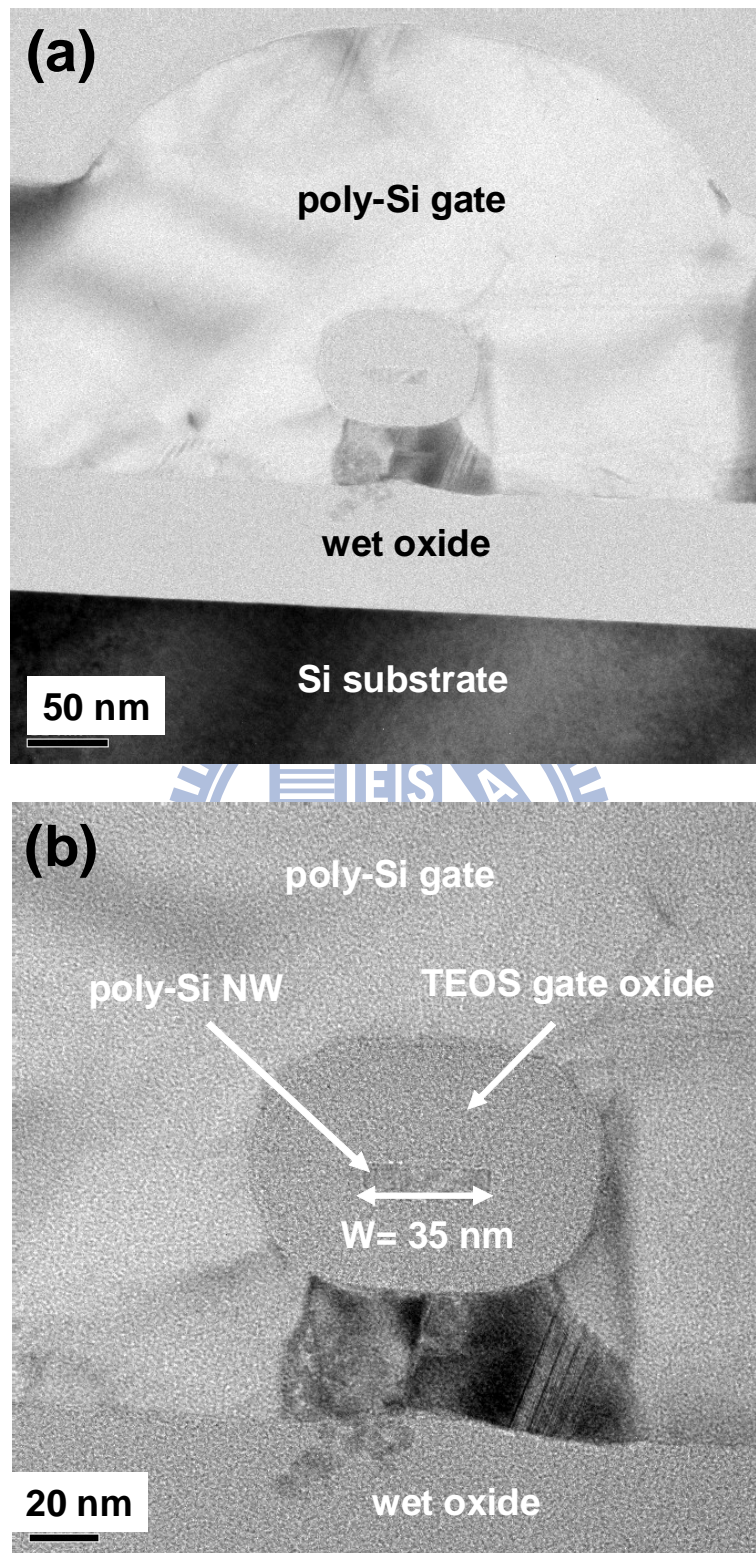 (a)
poly-Si gate
wet oxide
Si substrate
50 nm
ESA
(b)
poly-Si gate
poly-Si NW
TEOS gate oxide
W= 35 nm
wet oxide
20 nm